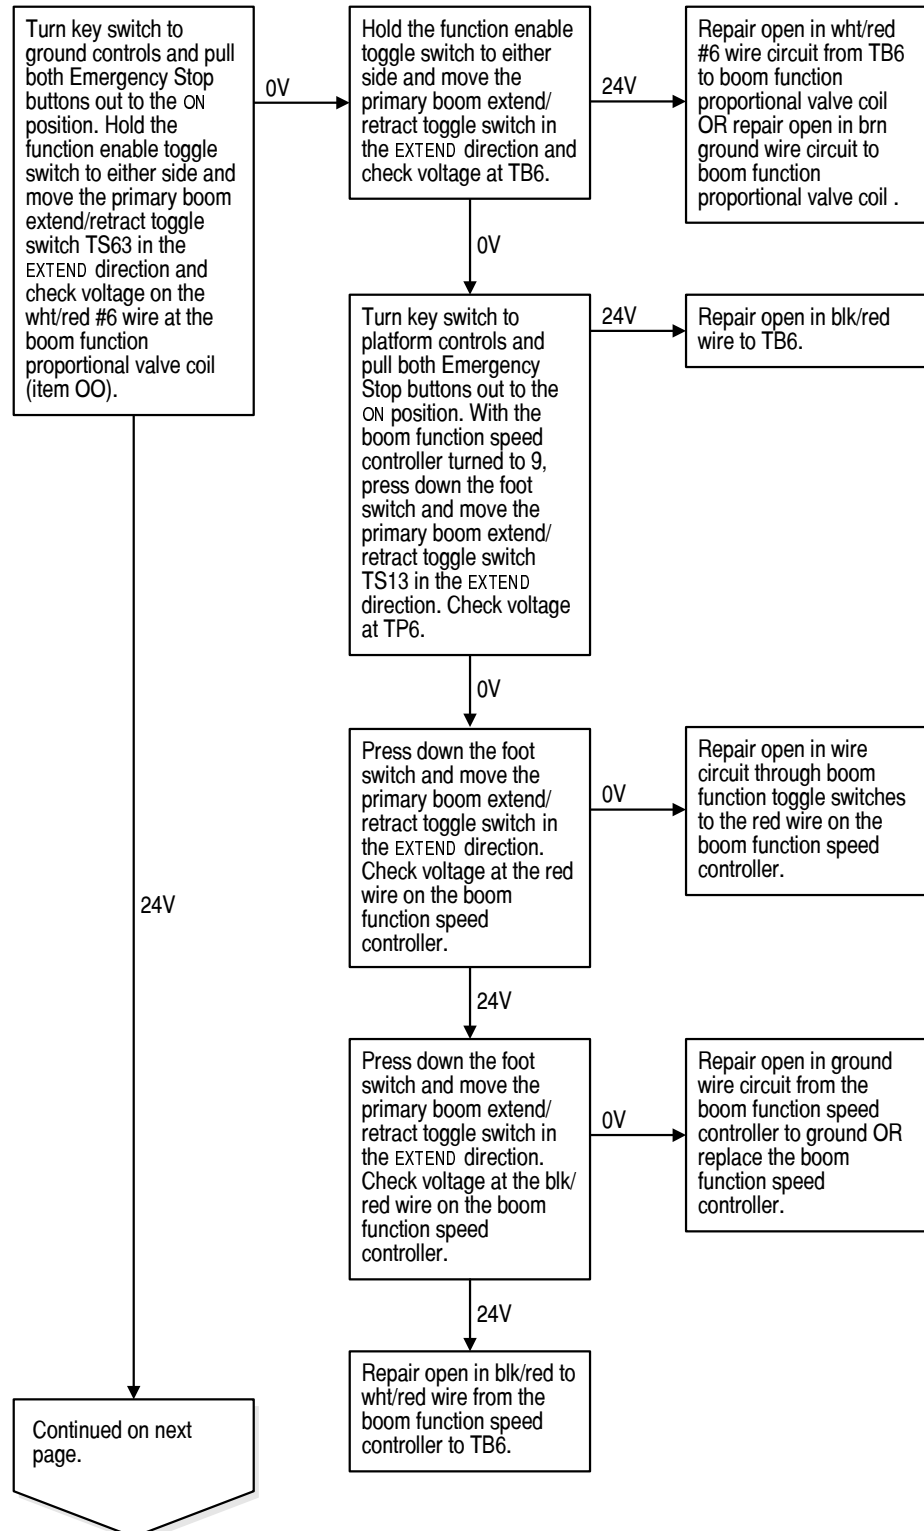 Turn key switch to
ground controls and pull
both Emergency Stop
buttons out to the ON
position. Hold the
function enable toggle
switch to either side and
move the primary boom
extend/retract toggle
switch TS63 in the
EXTEND direction and
check voltage on the
wht/red #6 wire at the
boom function
proportional valve coil
(item OO).
0V
Hold the function enable
toggle switch to either
side and move the
primary boom extend/
retract toggle switch in
the EXTEND direction and
check voltage at TB6.
24V
Repair open in wht/red
#6 wire circuit from TB6
to boom function
proportional valve coil
OR repair open in brn
ground wire circuit to
boom function
proportional valve coil .
0V
Turn key switch to
platform controls and
pull both Emergency
Stop buttons out to the
ON position. With the
boom function speed
controller turned to 9,
press down the foot
switch and move the
primary boom extend/
retract toggle switch
TS13 in the EXTEND
direction. Check voltage
at TP6.
24V
Repair open in blk/red
wire to TB6.
0V
Press down the foot
switch and move the
primary boom extend/
retract toggle switch in
the EXTEND direction.
Check voltage at the red
wire on the boom
function speed
controller.
0V
Repair open in wire
circuit through boom
function toggle switches
to the red wire on the
boom function speed
controller.
24V
24V
Press down the foot
switch and move the
primary boom extend/
retract toggle switch in
the EXTEND direction.
Check voltage at the blk/
red wire on the boom
function speed
controller.
0V
Repair open in ground
wire circuit from the
boom function speed
controller to ground OR
replace the boom
function speed
controller.
24V
Repair open in blk/red to
wht/red wire from the
boom function speed
controller to TB6.
Continued on next
page.